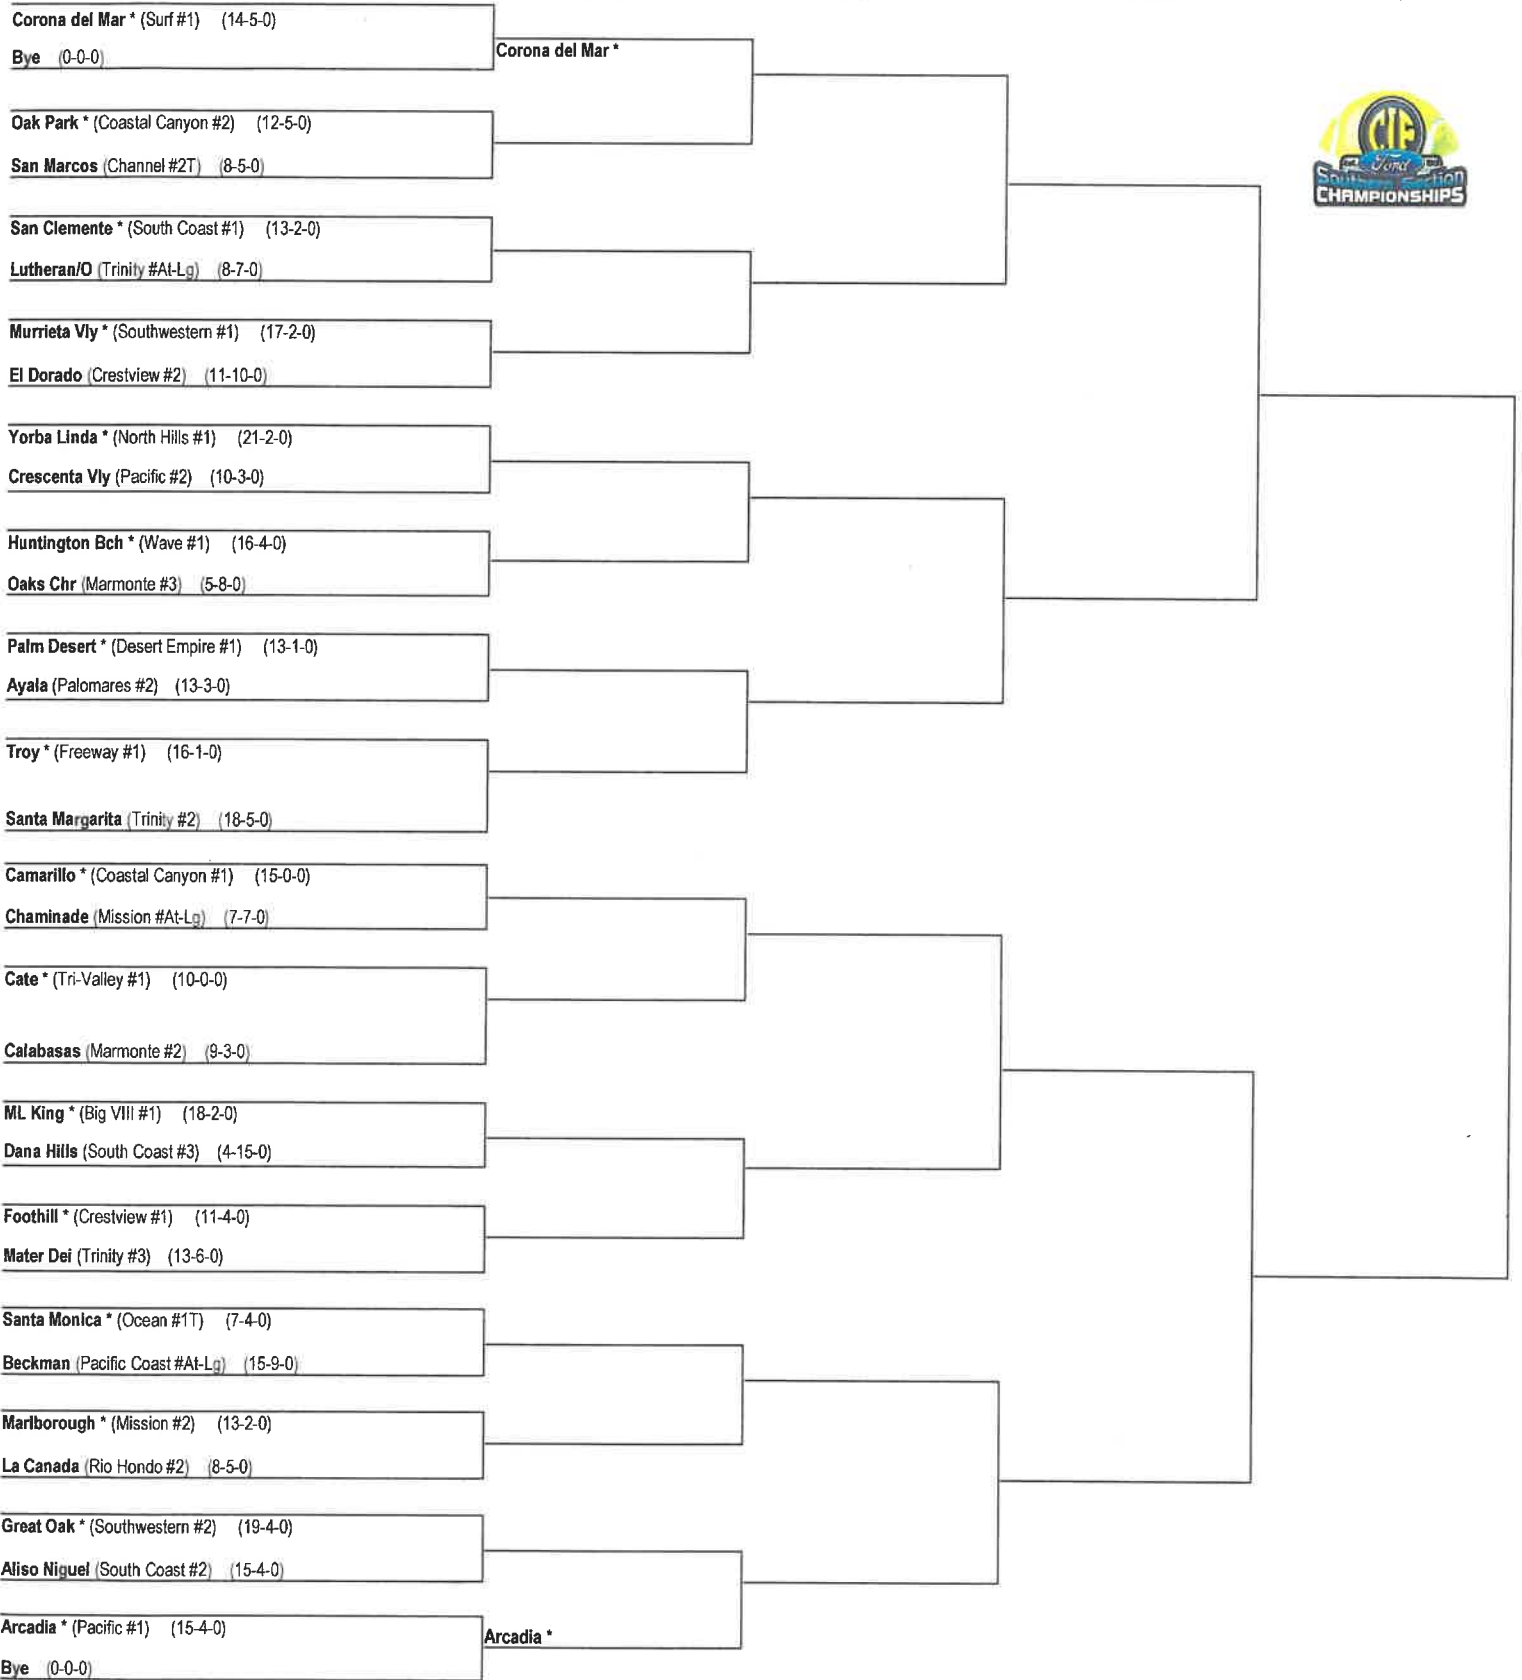 Corona del Mar * (Surf #1) (14-5-0)
Bye (0-0-0)
Corona del Mar *
Oak Park * (Coastal Canyon #2) (12-5-0)
San Marcos (Channel #2T) (8-5-0)
San Clemente * (South Coast #1) (13-2-0)
Lutheran/O (Trinity #At-Lg) (8-7-0)
Murrieta Vly * (Southwestern #1) (17-2-0)
El Dorado (Crestview #2) (11-10-0)
Yorba Linda * (North Hills #1) (21-2-0)
Crescenta Vly (Pacific #2) (10-3-0)
Huntington Bch * (Wave #1) (16-4-0)
Oaks Chr (Marmonte #3) (5-8-0)
Palm Desert * (Desert Empire #1) (13-1-0)
Ayala (Palomares #2) (13-3-0)
Troy * (Freeway #1) (16-1-0)
Santa Margarita (Trinity #2) (18-5-0)
Camarillo * (Coastal Canyon #1) (15-0-0)
Chaminade (Mission #At-Lg) (7-7-0)
Cate * (Tri-Valley #1) (10-0-0)
Calabasas (Marmonte #2) (9-3-0)
ML King * (Big VIII #1) (18-2-0)
Dana Hills (South Coast #3) (4-15-0)
Foothill * (Crestview #1) (11-4-0)
Mater Dei (Trinity #3) (13-6-0)
Santa Monica * (Ocean #1T) (7-4-0)
Beckman (Pacific Coast #At-Lg) (15-9-0)
Marlborough * (Mission #2) (13-2-0)
La Canada (Rio Hondo #2) (8-5-0)
Great Oak * (Southwestern #2) (19-4-0)
Aliso Niguel (South Coast #2) (15-4-0)
Arcadia * (Pacific #1) (15-4-0)
Bye (0-0-0)
Arcadia *
CIF
Ford
Southern Section
CHAMPIONSHIPS